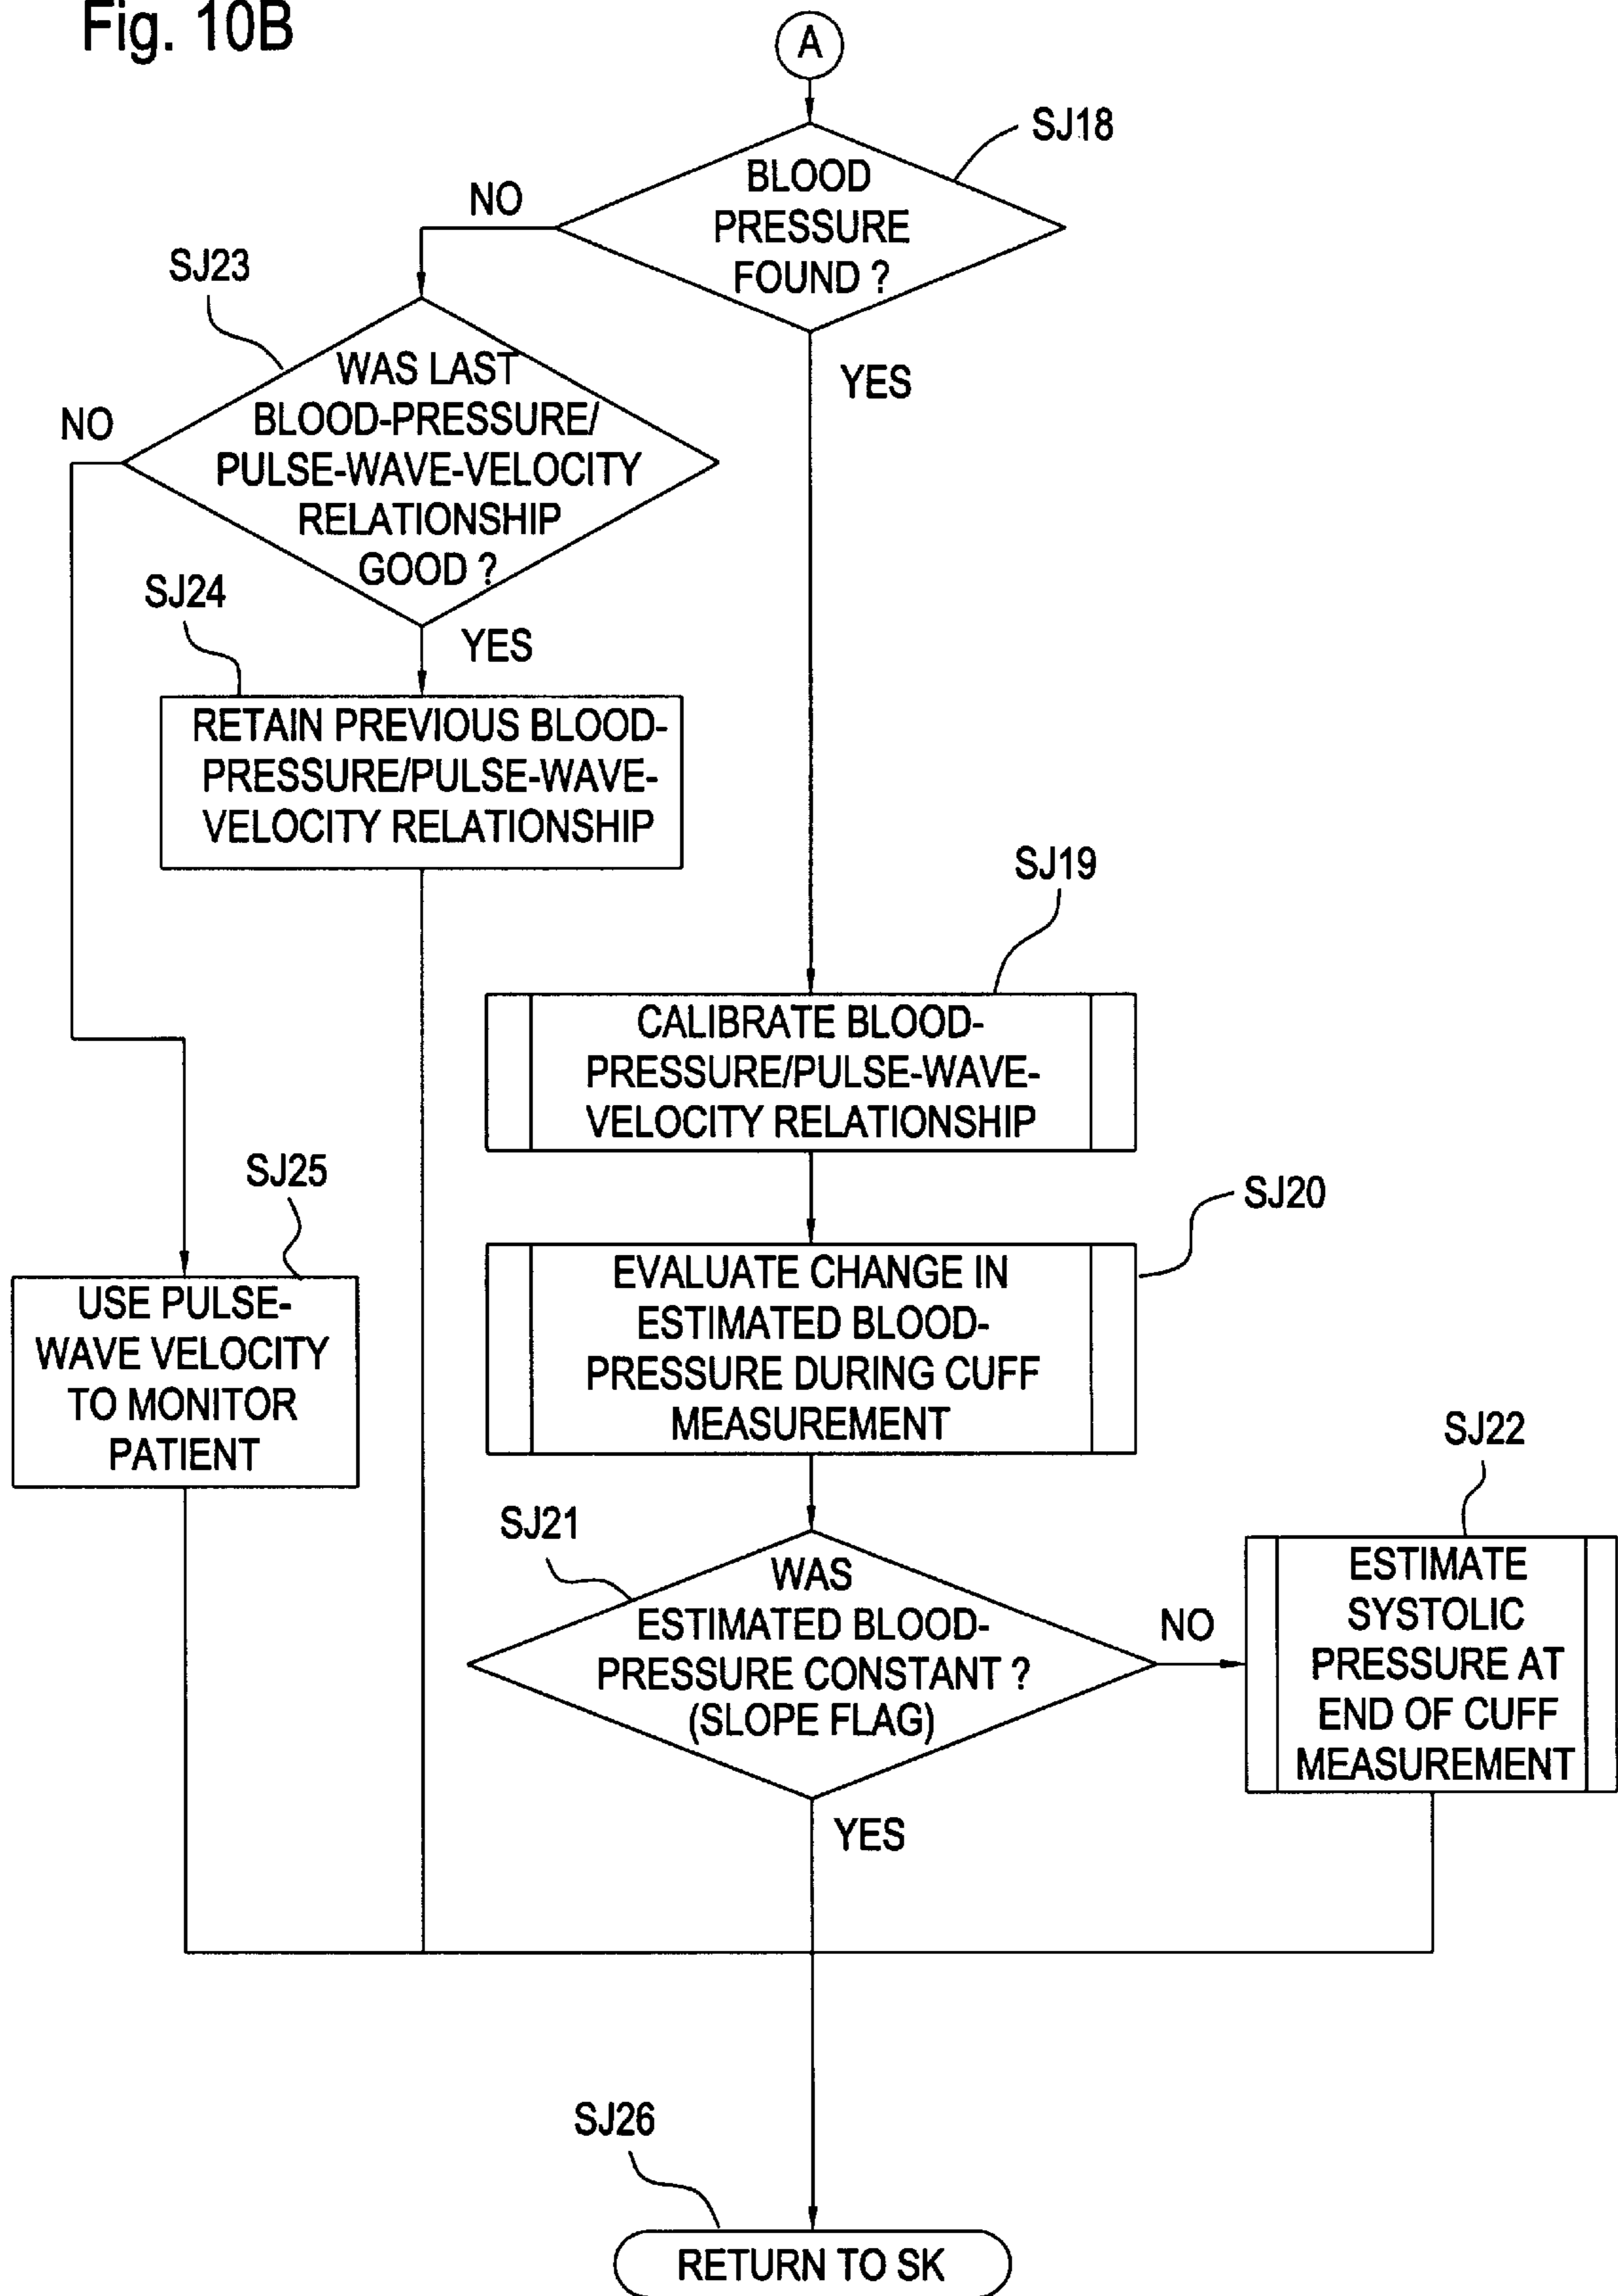 Fig. 10B
A
SJ18
BLOOD
PRESSURE
FOUND ?
NO
YES
SJ23
WAS LAST
BLOOD-PRESSURE/
PULSE-WAVE-VELOCITY
RELATIONSHIP
GOOD ?
NO
YES
SJ24
RETAIN PREVIOUS BLOOD-
PRESSURE/PULSE-WAVE-
VELOCITY RELATIONSHIP
SJ19
CALIBRATE BLOOD-
PRESSURE/PULSE-WAVE-
VELOCITY RELATIONSHIP
SJ25
USE PULSE-
WAVE VELOCITY
TO MONITOR
PATIENT
SJ20
EVALUATE CHANGE IN
ESTIMATED BLOOD-
PRESSURE DURING CUFF
MEASUREMENT
SJ21
WAS
ESTIMATED BLOOD-
PRESSURE CONSTANT ?
(SLOPE FLAG)
NO
YES
SJ22
ESTIMATE
SYSTOLIC
PRESSURE AT
END OF CUFF
MEASUREMENT
SJ26
RETURN TO SK